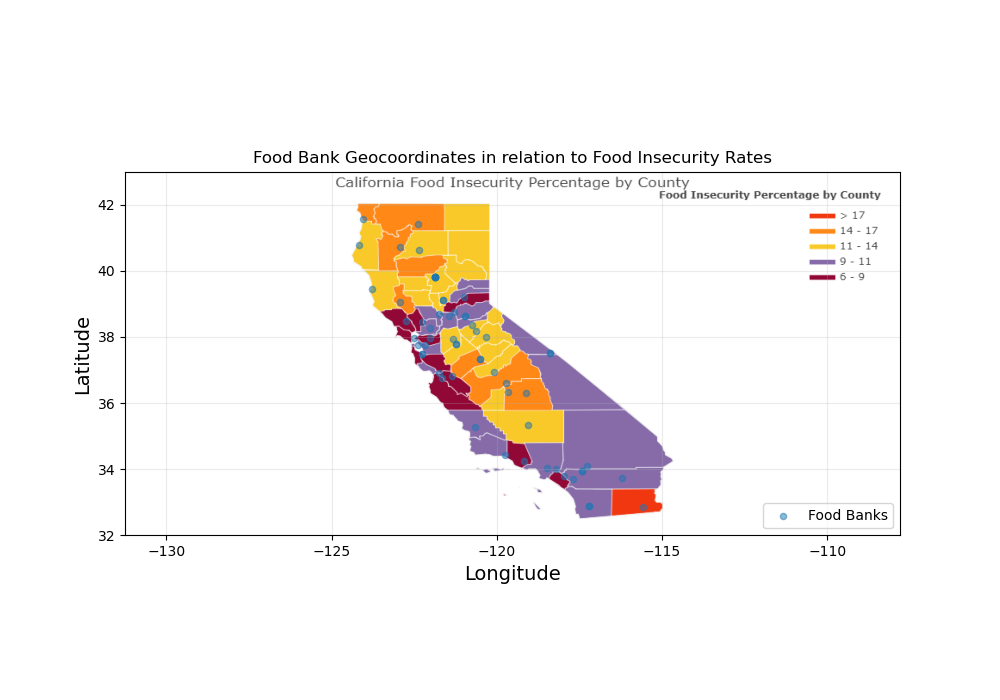 Food Bank Geocoordinates in relation to Food Insecurity Rates
California Food Insecurity Percentage by County
Food Insecurity Percentage by County
> 17
14 - 17
11 - 14
9 - 11
6 - 9
42
40
38
36
34
32
Latitude
−130
−125
−120
−115
−110
Longitude
Food Banks